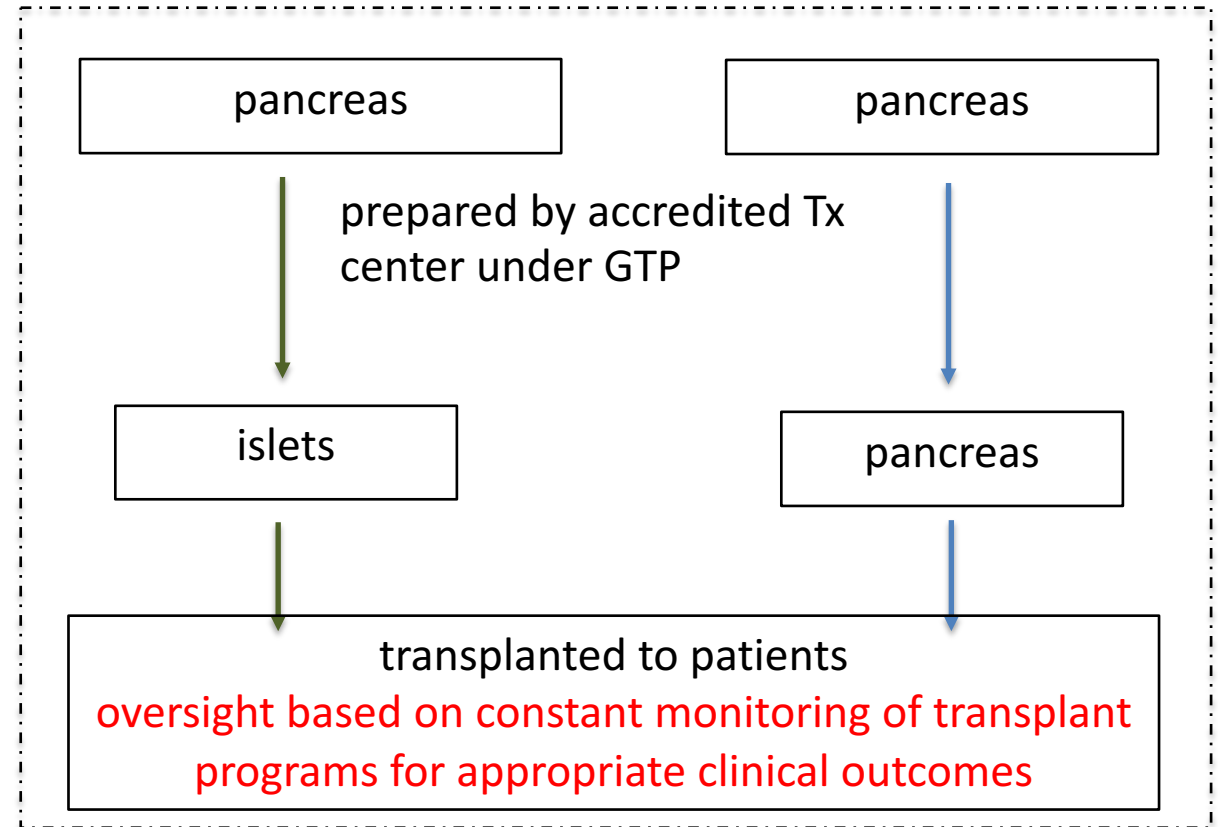 pancreas
pancreas
prepared by accredited Tx
center under GTP
islets
pancreas
transplanted to patients
oversight based on constant monitoring of transplant
programs for appropriate clinical outcomes